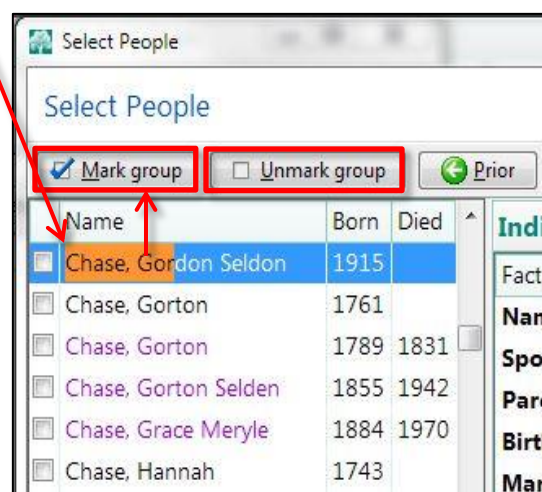 Select People
Select People
Mark group Unmark group Prior
Name Born Died
Chase, Gordon Seldon 1915
Chase, Gorton 1761
Chase, Gorton 1789 1831
Chase, Gorton Selden 1855 1942
Chase, Grace Meryle 1884 1970
Chase, Hannah 1743
Indi
Fact
Nam
Spo
Pare
Birt
Mar